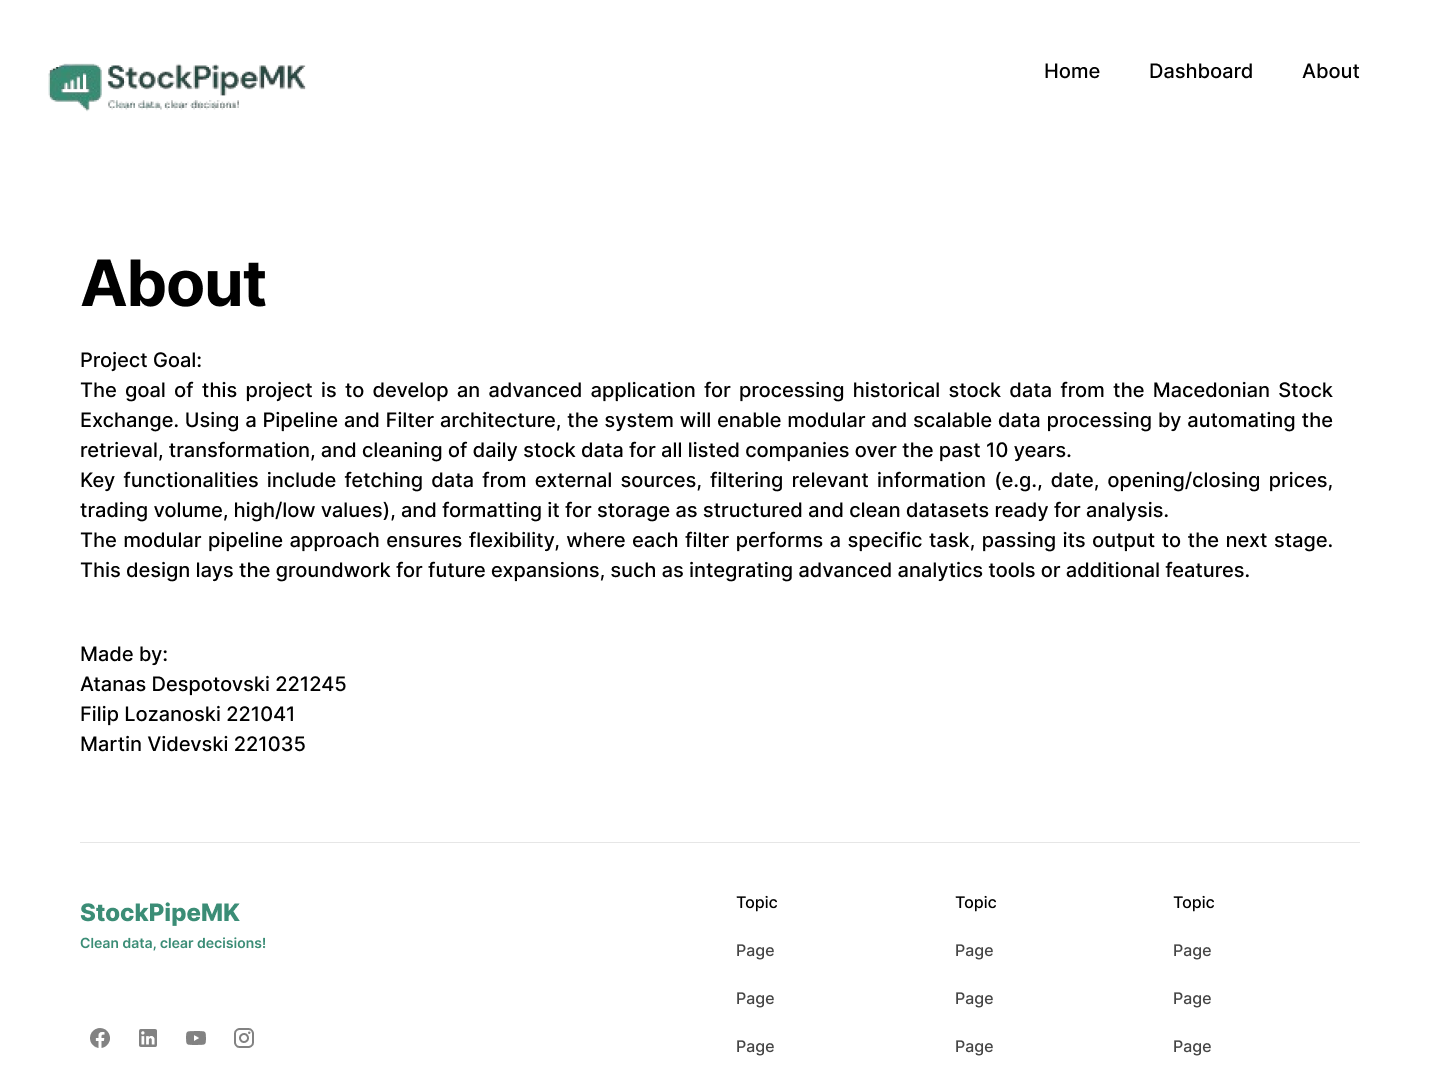 StockPipeMK
Clean data, clear decisions!
Home Dashboard About
About
Project Goal:
The goal of this project is to develop an advanced application for processing historical stock data from the Macedonian Stock
Exchange. Using a Pipeline and Filter architecture, the system will enable modular and scalable data processing by automating the
retrieval, transformation, and cleaning of daily stock data for all listed companies over the past 10 years.
Key functionalities include fetching data from external sources, filtering relevant information (e.g., date, opening/closing prices,
trading volume, high/low values), and formatting it for storage as structured and clean datasets ready for analysis.
The modular pipeline approach ensures flexibility, where each filter performs a specific task, passing its output to the next stage.
This design lays the groundwork for future expansions, such as integrating advanced analytics tools or additional features.
Made by:
Atanas Despotovski 221245
Filip Lozanoski 221041
Martin Videvski 221035
StockPipeMK
Clean data, clear decisions!
Topic Topic Topic
Page Page Page
Page Page Page
Page Page Page